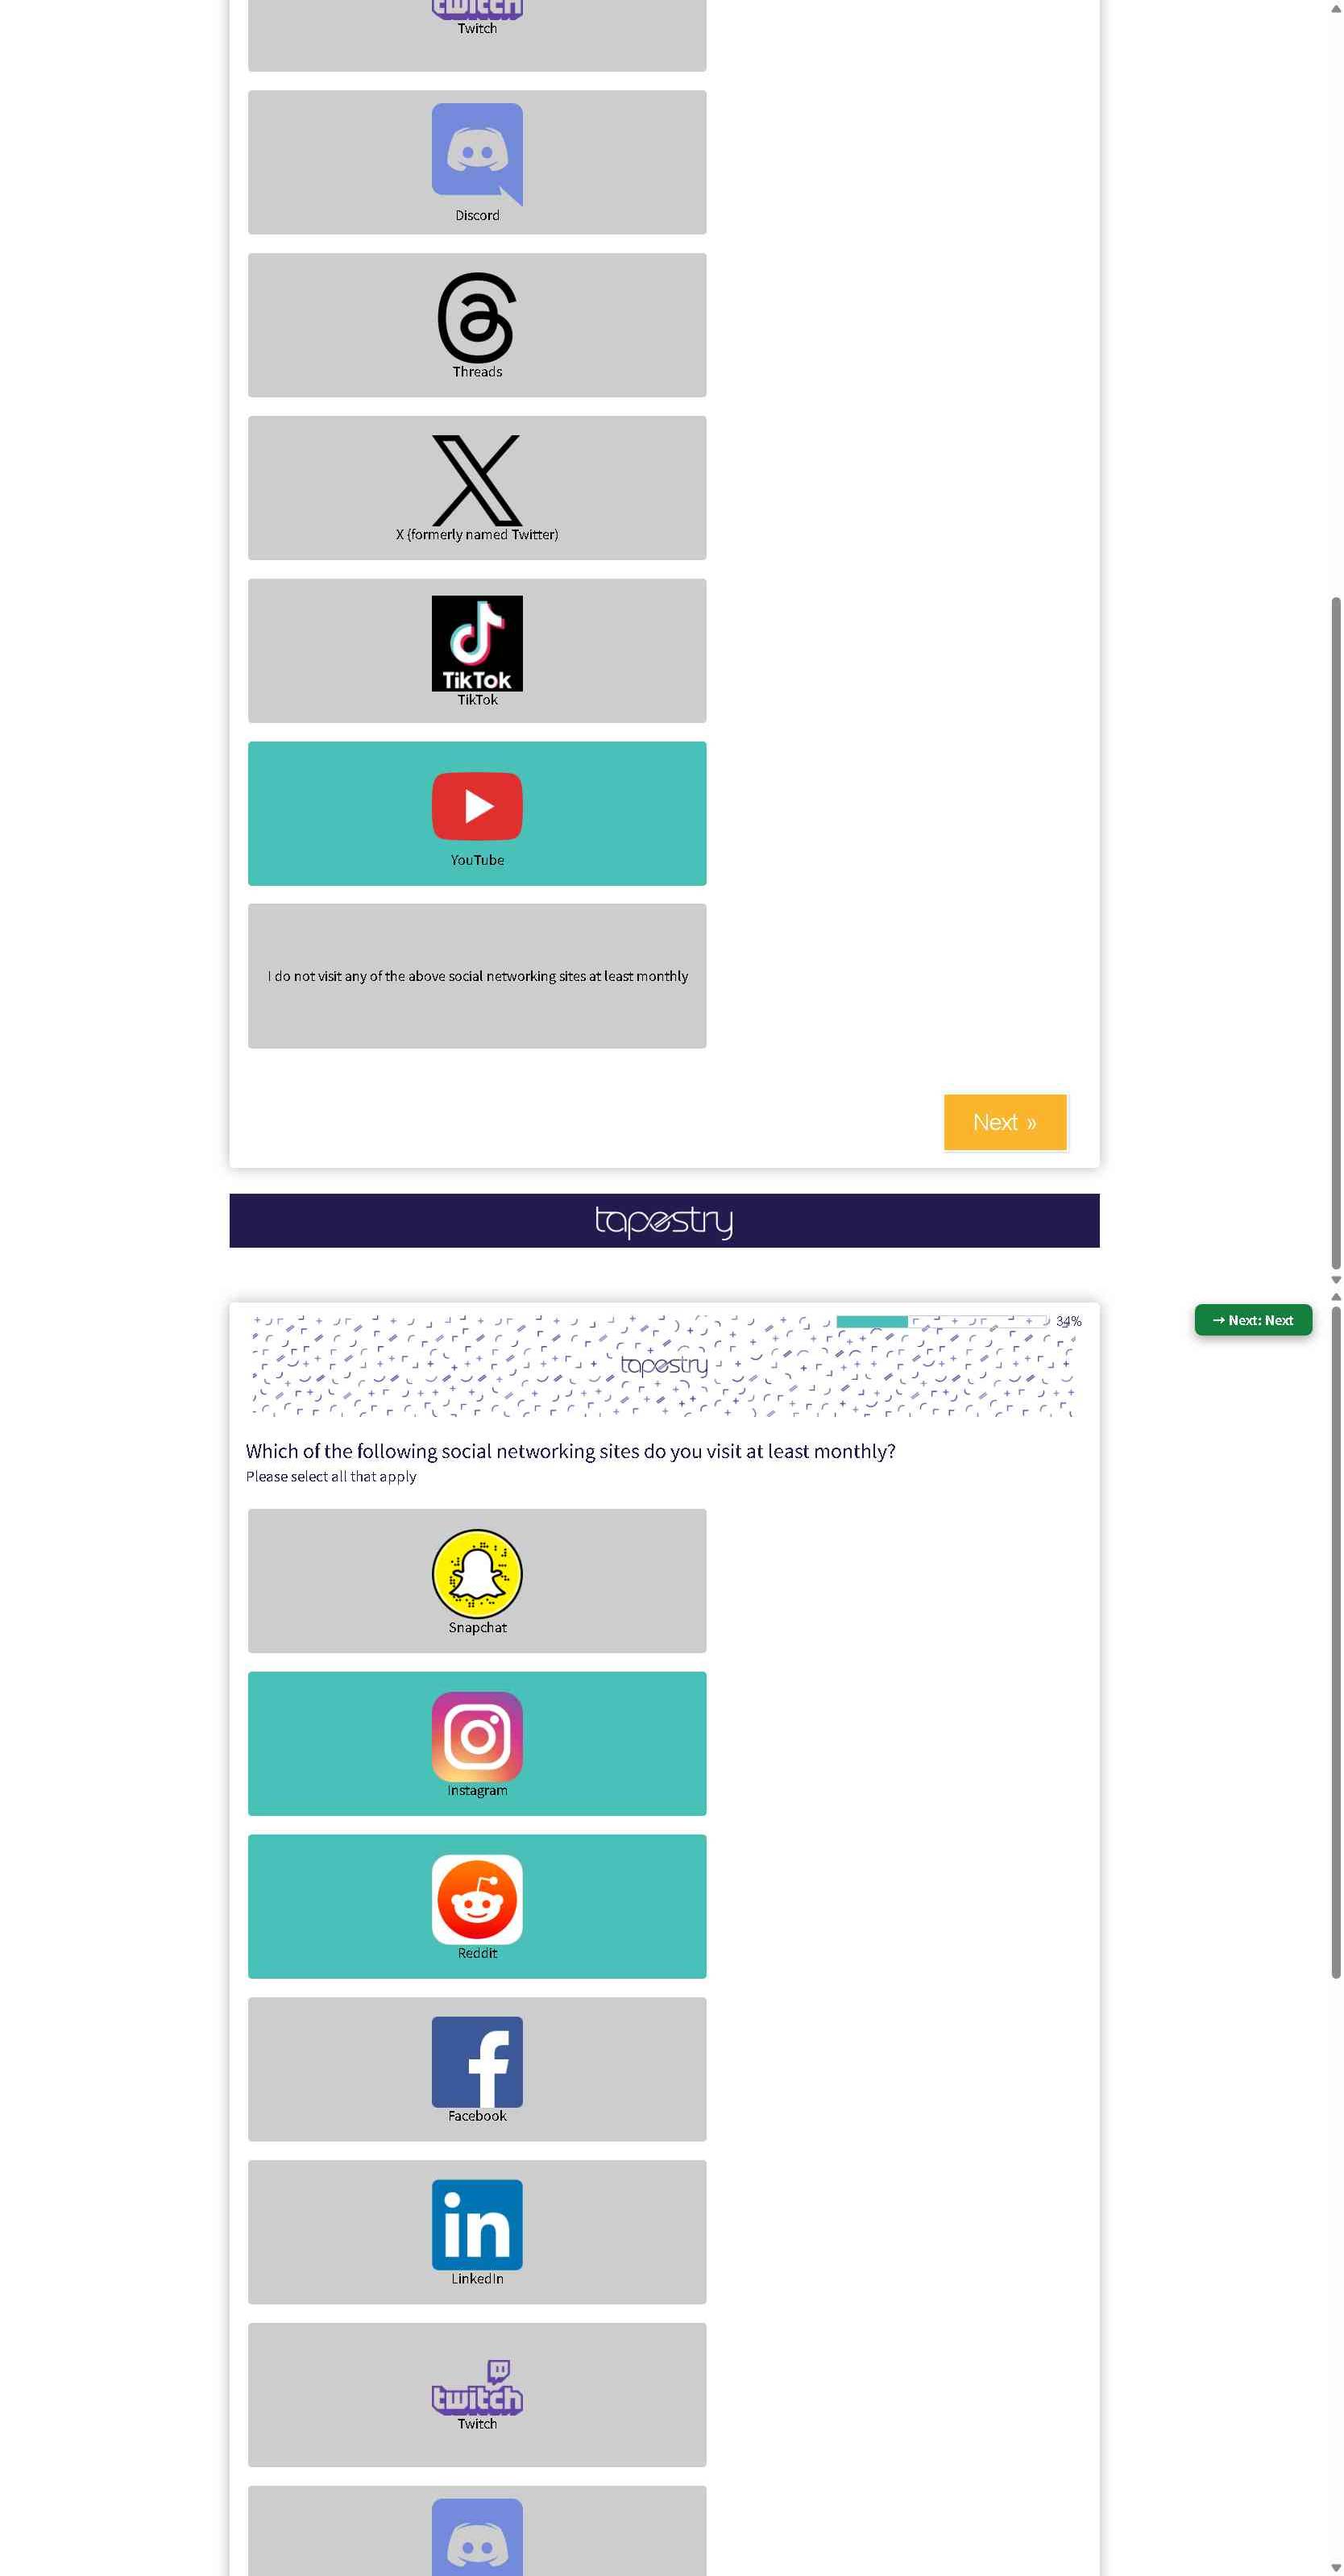 twitch
Twitch
Discord
Threads
X {formerly named Twitter)
TikTok
TikTok
YouTube
I do not visit any of the above social networking sites at least monthly
Next »
tapestry
34%
→ Next: Next
tapestry
Which of the following social networking sites do you visit at least monthly?
Please select all that apply
Snapchat
Instagram
Reddit
Facebook
in
LinkedIn
twitch
Twitch